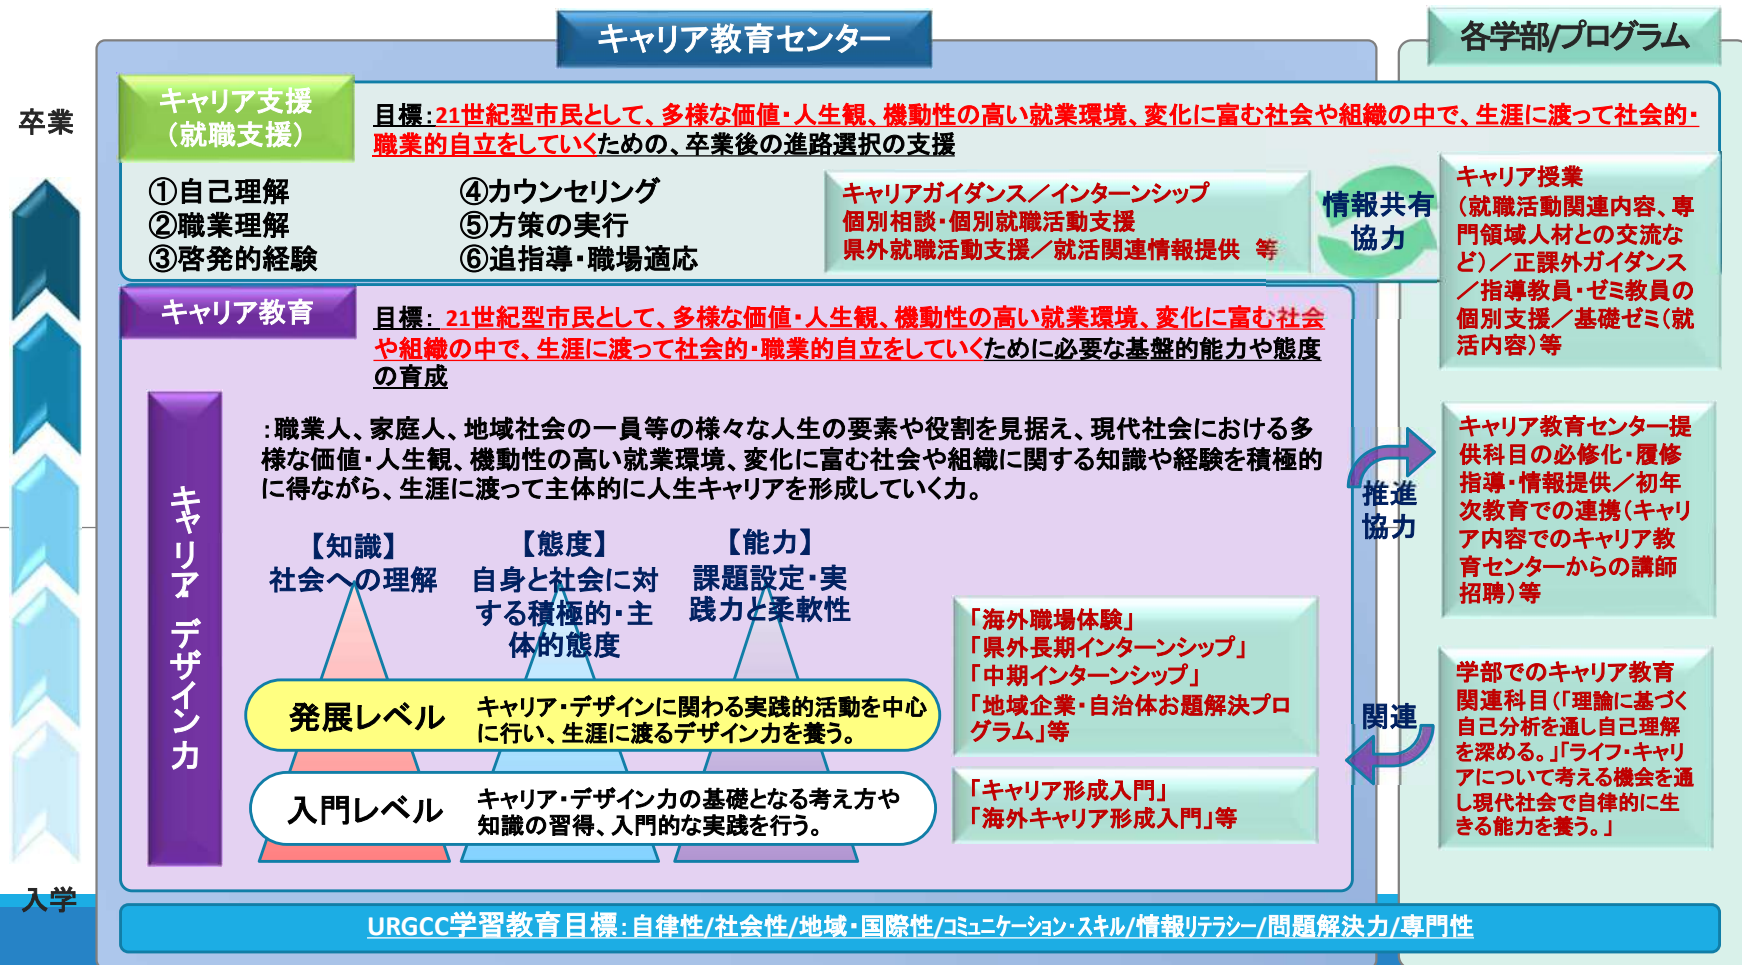 キャリア教育センター
各学部/プログラム
卒業
キャリア支援
（就職支援）
目標：21世紀型市民として、多様な価値・人生観、機動性の高い就業環境、変化に富む社会や組織の中で、生涯に渡って社会的・
職業的自立をしていくための、卒業後の進路選択の支援
①自己理解
②職業理解
③啓発的経験
④カウンセリング
⑤方策の実行
⑥追指導・職場適応
キャリアガイダンス／インターンシップ
個別相談・個別就職活動支援
県外就職活動支援／就活関連情報提供 等
情報共有
協力
キャリア授業
（就職活動関連内容、専
門領域人材との交流な
ど）／正課外ガイダンス
／指導教員・ゼミ教員の
個別支援／基礎ゼミ（就
活内容）等
キャリア教育
目標： 21世紀型市民として、多様な価値・人生観、機動性の高い就業環境、変化に富む社会
や組織の中で、生涯に渡って社会的・職業的自立をしていくために必要な基盤的能力や態度
の育成
キャリア デザイン力
：職業人、家庭人、地域社会の一員等の様々な人生の要素や役割を見据え、現代社会における多
様な価値・人生観、機動性の高い就業環境、変化に富む社会や組織に関する知識や経験を積極的
に得ながら、生涯に渡って主体的に人生キャリアを形成していく力。
【知識】
社会への理解
【態度】
自身と社会に対
する積極的・主
体的態度
【能力】
課題設定・実
践力と柔軟性
推進
協力
キャリア教育センター提
供科目の必修化・履修
指導・情報提供／初年
次教育での連携（キャリ
ア内容でのキャリア教
育センターからの講師
招聘）等
発展レベル
キャリア・デザインに関わる実践的活動を中心
に行い、生涯に渡るデザイン力を養う。
「海外職場体験」
「県外長期インターンシップ」
「中期インターンシップ」
「地域企業・自治体お題解決プロ
グラム」等
関連
学部でのキャリア教育
関連科目（「理論に基づく
自己分析を通し自己理解
を深める。」「ライフ・キャリ
アについて考える機会を通
し現代社会で自律的に生
きる能力を養う。」
入門レベル
キャリア・デザイン力の基礎となる考え方や
知識の習得、入門的な実践を行う。
「キャリア形成入門」
「海外キャリア形成入門」等
入学
URGCC学習教育目標：自律性/社会性/地域・国際性/コミュニケーション・スキル/情報リテラシー/問題解決力/専門性